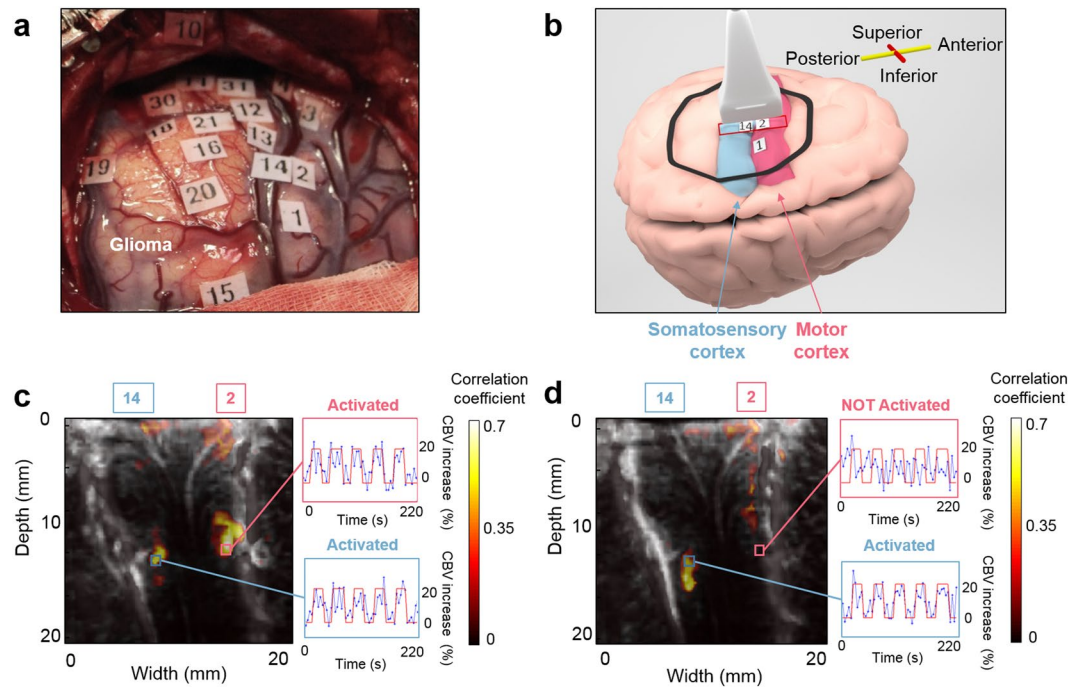 a
10
11
31
30
12
3
18
21
13
19
16
14
2
20
1
Glioma
15
b
Superior
Posterior
Anterior
Inferior
14
2
1
Somatosensory
cortex
Motor
cortex
c
14
2
Activated
Correlation
coefficient
0
10
20
Depth (mm)
0
20
Width (mm)
20
0
CBV increase (%)
0
220
Time (s)
Activated
20
0
CBV increase (%)
0
220
Time (s)
0.7
0.35
0
d
14
2
NOT Activated
Correlation
coefficient
0
10
20
Depth (mm)
0
20
Width (mm)
20
0
CBV increase (%)
0
220
Time (s)
Activated
20
0
CBV increase (%)
0
220
Time (s)
0.7
0.35
0